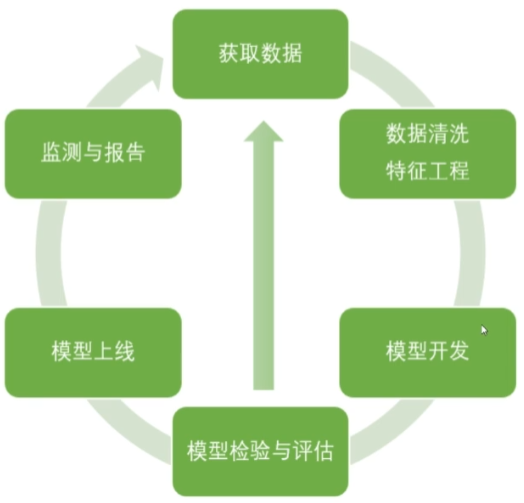 获取数据
数据清洗
特征工程
模型开发
模型检验与评估
模型上线
监测与报告